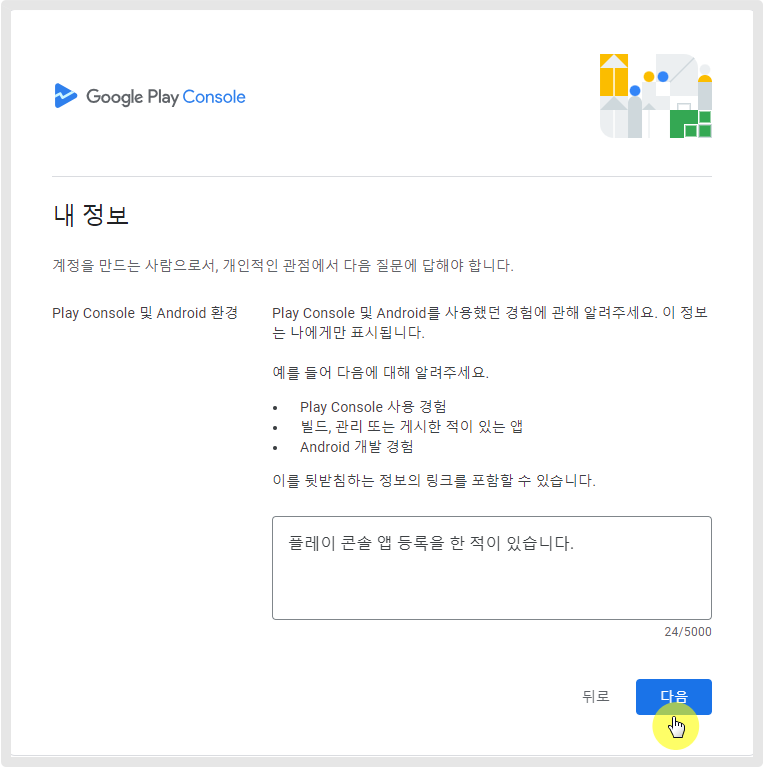 Google Play Console
내 정보
계정을 만드는 사람으로서, 개인적인 관점에서 다음 질문에 답해야 합니다.
Play Console 및 Android 환경
Play Console 및 Android를 사용했던 경험에 관해 알려주세요. 이 정보
는 나에게만 표시됩니다.
예를 들어 다음에 대해 알려주세요.
• Play Console 사용 경험
• 빌드, 관리 또는 게시한 적이 있는 앱
• Android 개발 경험
이를 뒷받침하는 정보의 링크를 포함할 수 있습니다.
플레이 콘솔 앱 등록을 한 적이 있습니다.
24/5000
뒤로 다음